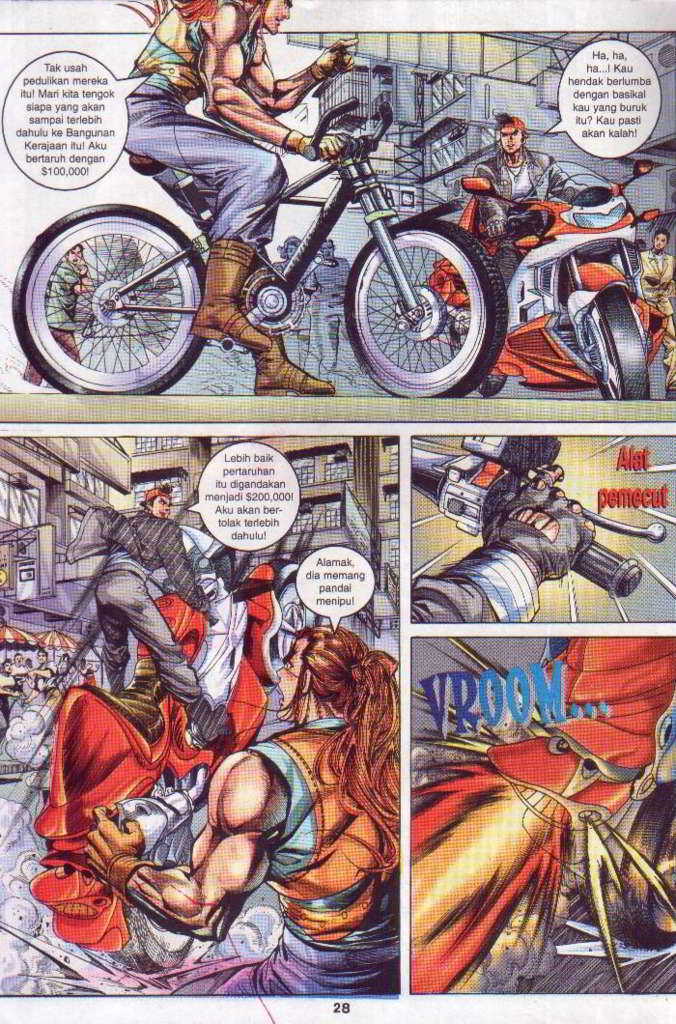 Tak usah
pedulikan mereka
itu! Mari kita tengok
siapa yang akan
sampai terlebih
dahulu ke Bangunan
Kerajaan itu! Aku
bertaruh dengan
$100,000!
Ha, ha,
ha...! Kau
hendak berlumba
dengan basikal
kau yang buruk
itu? Kau pasti
akan kalah!
Lebih baik
pertaruhan
itu digandakan
menjadi $200,000!
Aku akan ber-
tolak terlebih
dahulu!
Alamak,
dia memang
pandai
menipu!
Alat
pemecut
VROOM...
28